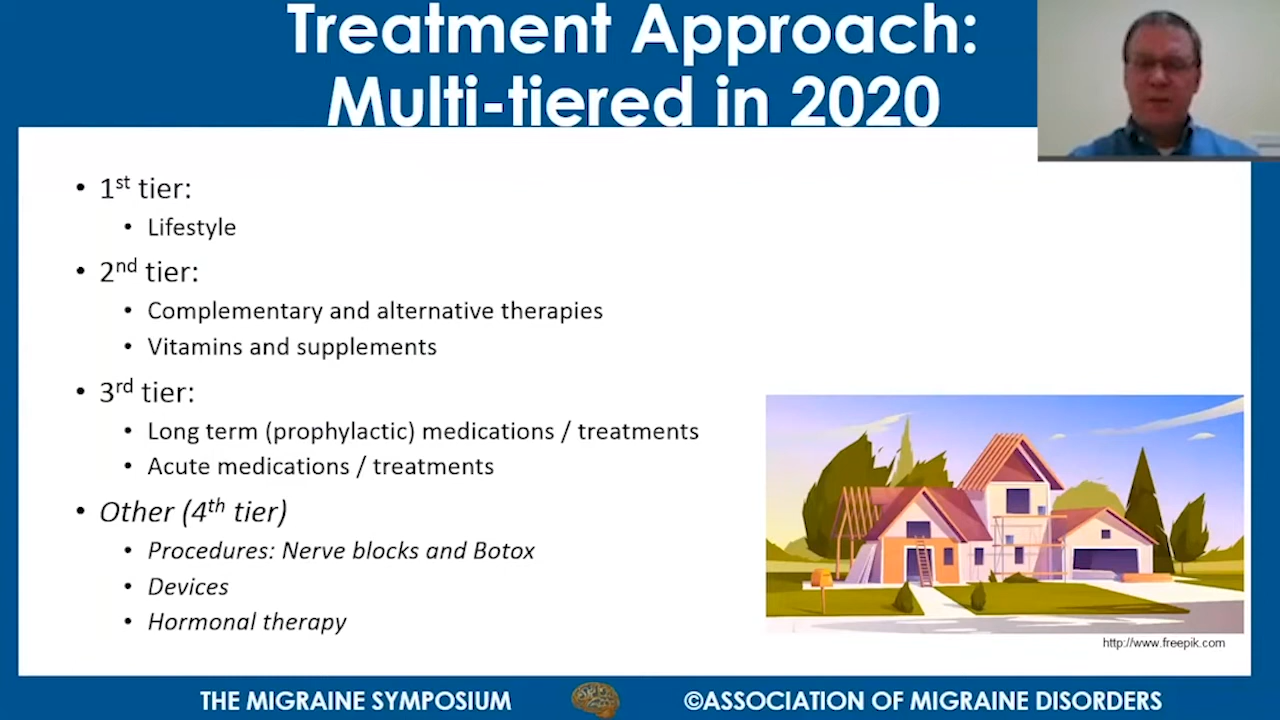 Treatment Approach:
Multi-tiered in 2020
• 1st tier:
• Lifestyle
• 2nd tier:
• Complementary and alternative therapies
• Vitamins and supplements
• 3rd tier:
• Long term (prophylactic) medications / treatments
• Acute medications / treatments
• Other (4th tier)
• Procedures: Nerve blocks and Botox
• Devices
• Hormonal therapy
http://www.freepik.com
THE MIGRAINE SYMPOSIUM
©ASSOCIATION OF MIGRAINE DISORDERS